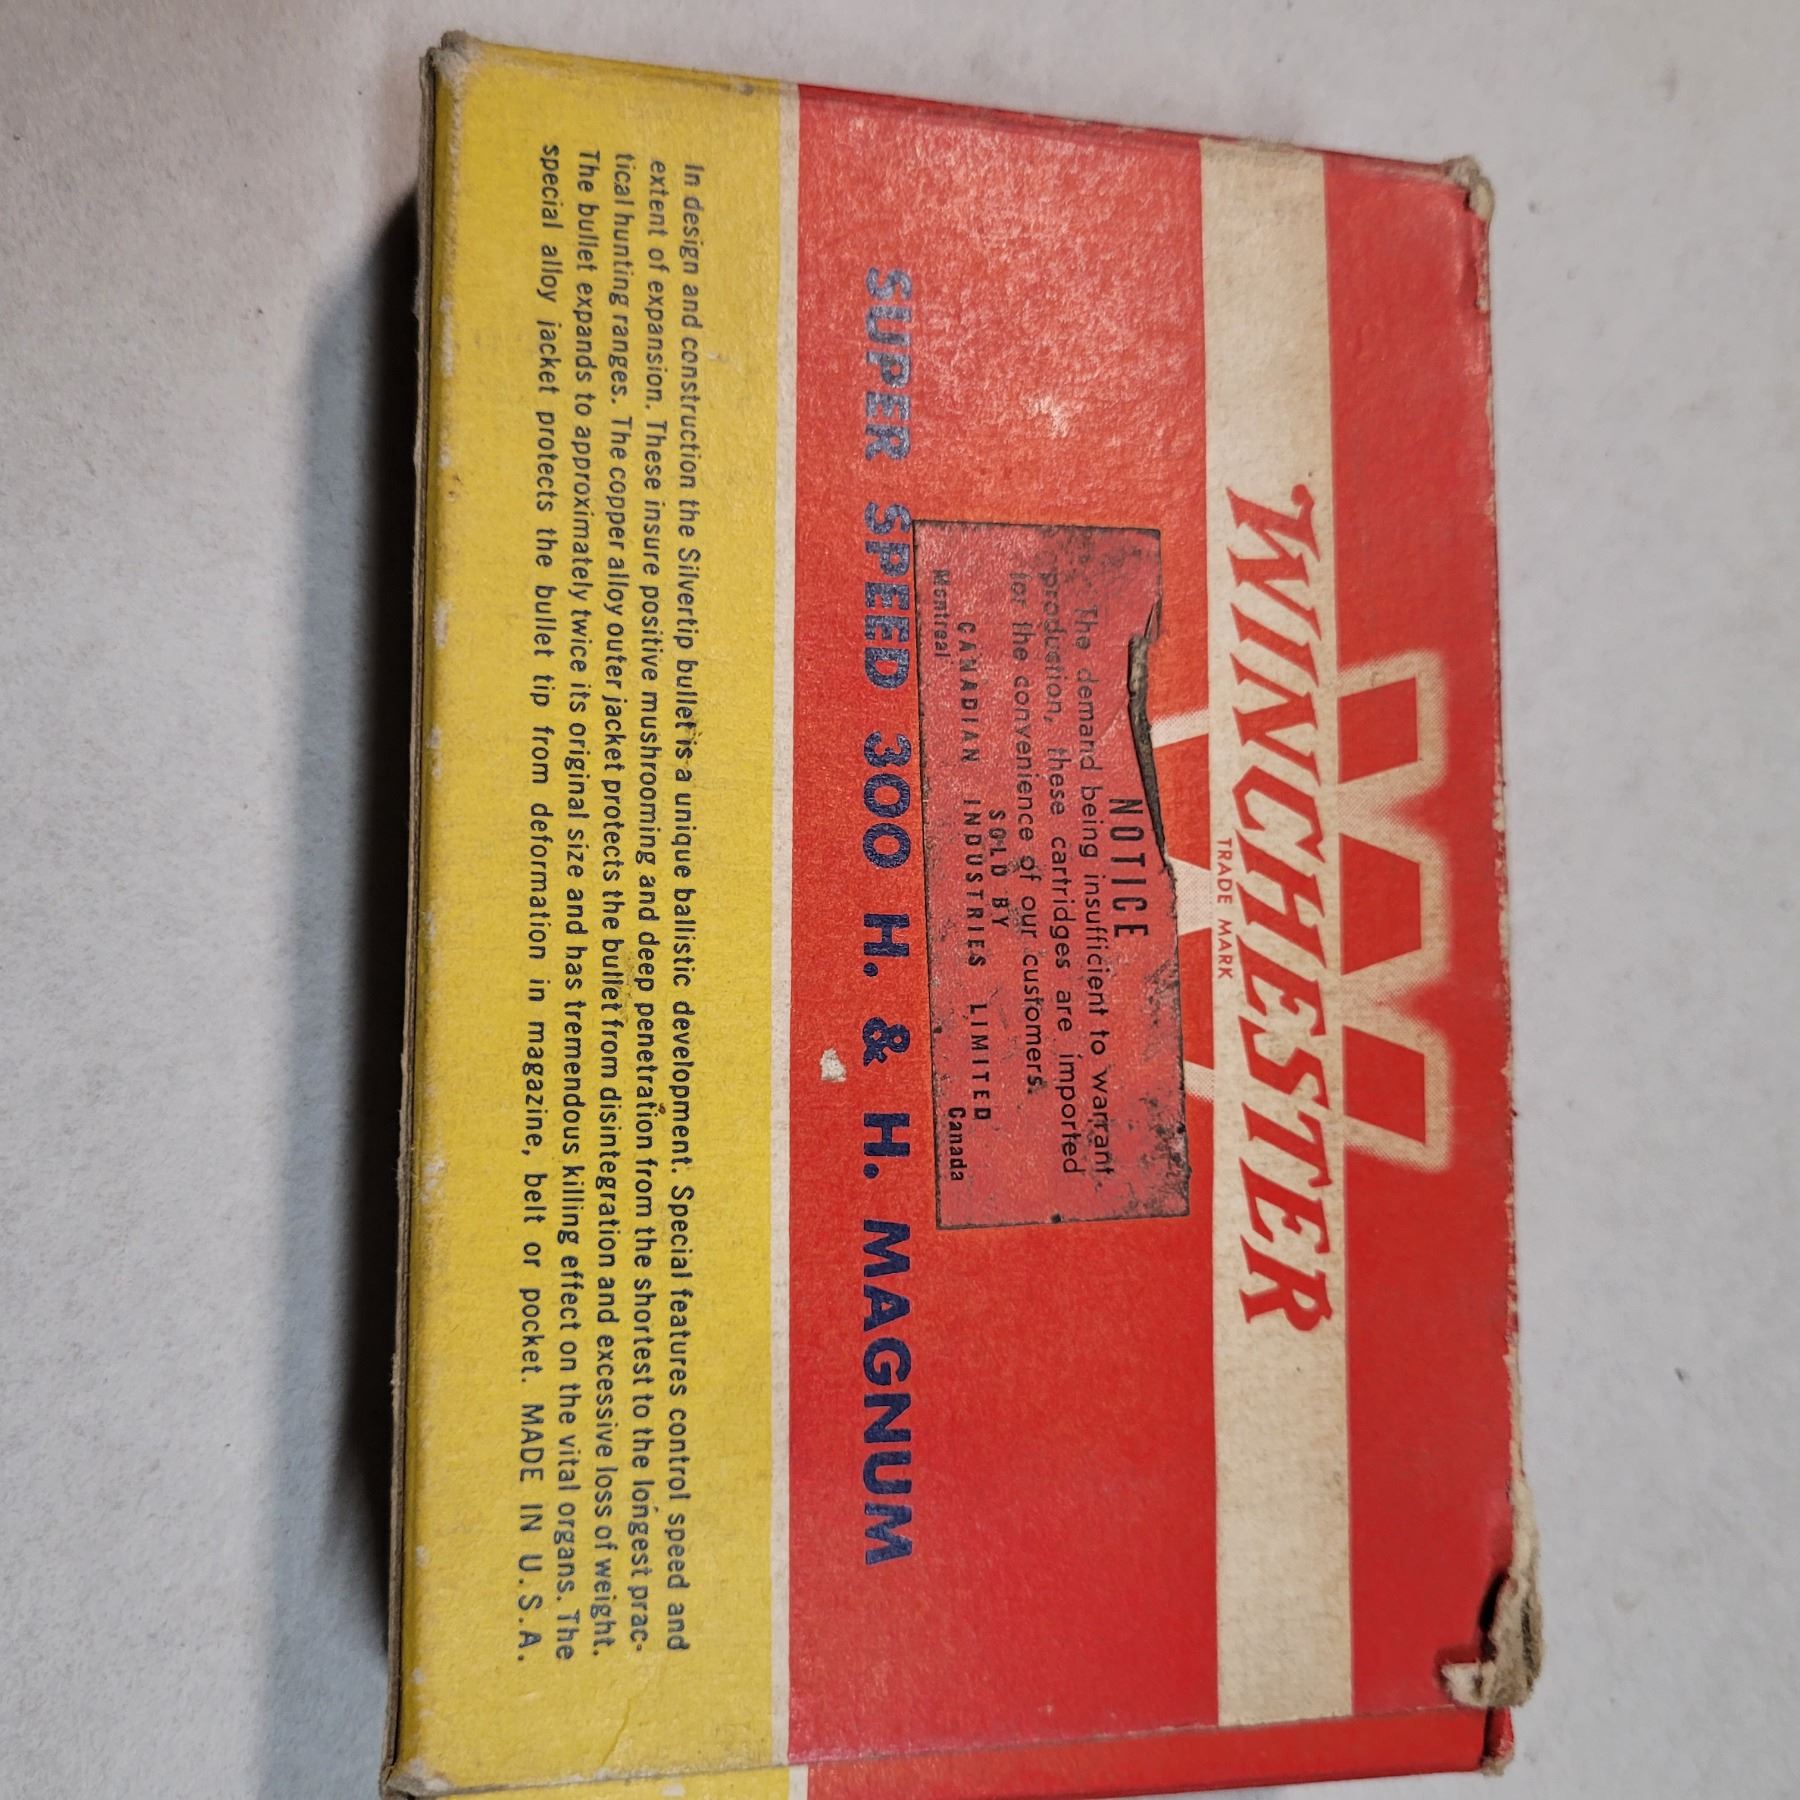 WINCHESTER
TRADE MARK
NOTICE
The demand being insufficient to warrant
production, these cartridges are imported
for the convenience of our customers.
SOLD BY
CANADIAN INDUSTRIES LIMITED
Montreal Canada
SUPER SPEED 300 H. & H. MAGNUM
In design and construction the Silvertip bullet is a unique ballistic development. Special features control speed and
extent of expansion. These insure positive mushrooming and deep penetration from the shortest to the longest prac-
tical hunting ranges. The copper alloy outer jacket protects the bullet from disintegration and excessive loss of weight.
The bullet expands to approximately twice its original size and has tremendous killing effect on the vital organs. The
special alloy jacket protects the bullet tip from deformation in magazine, belt or pocket. MADE IN U.S.A.